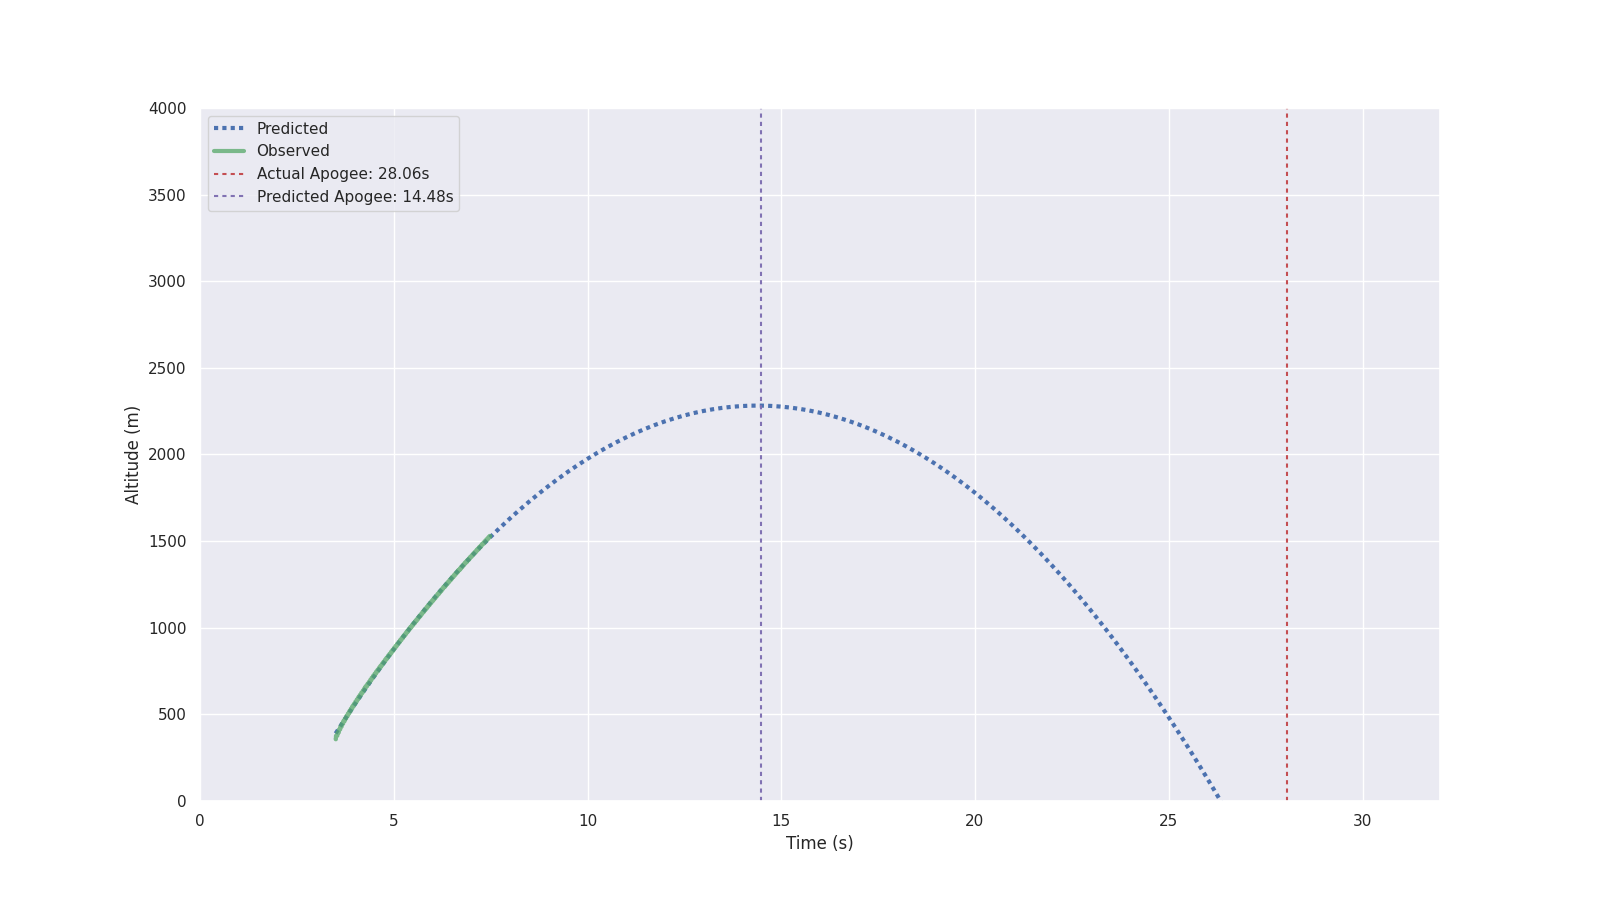 4000
3500
3000
2500
2000
1500
1000
500
0
Altitude (m)
Predicted
Observed
Actual Apogee: 28.06s
Predicted Apogee: 14.48s
0 5 10 15 20 25 30
Time (s)